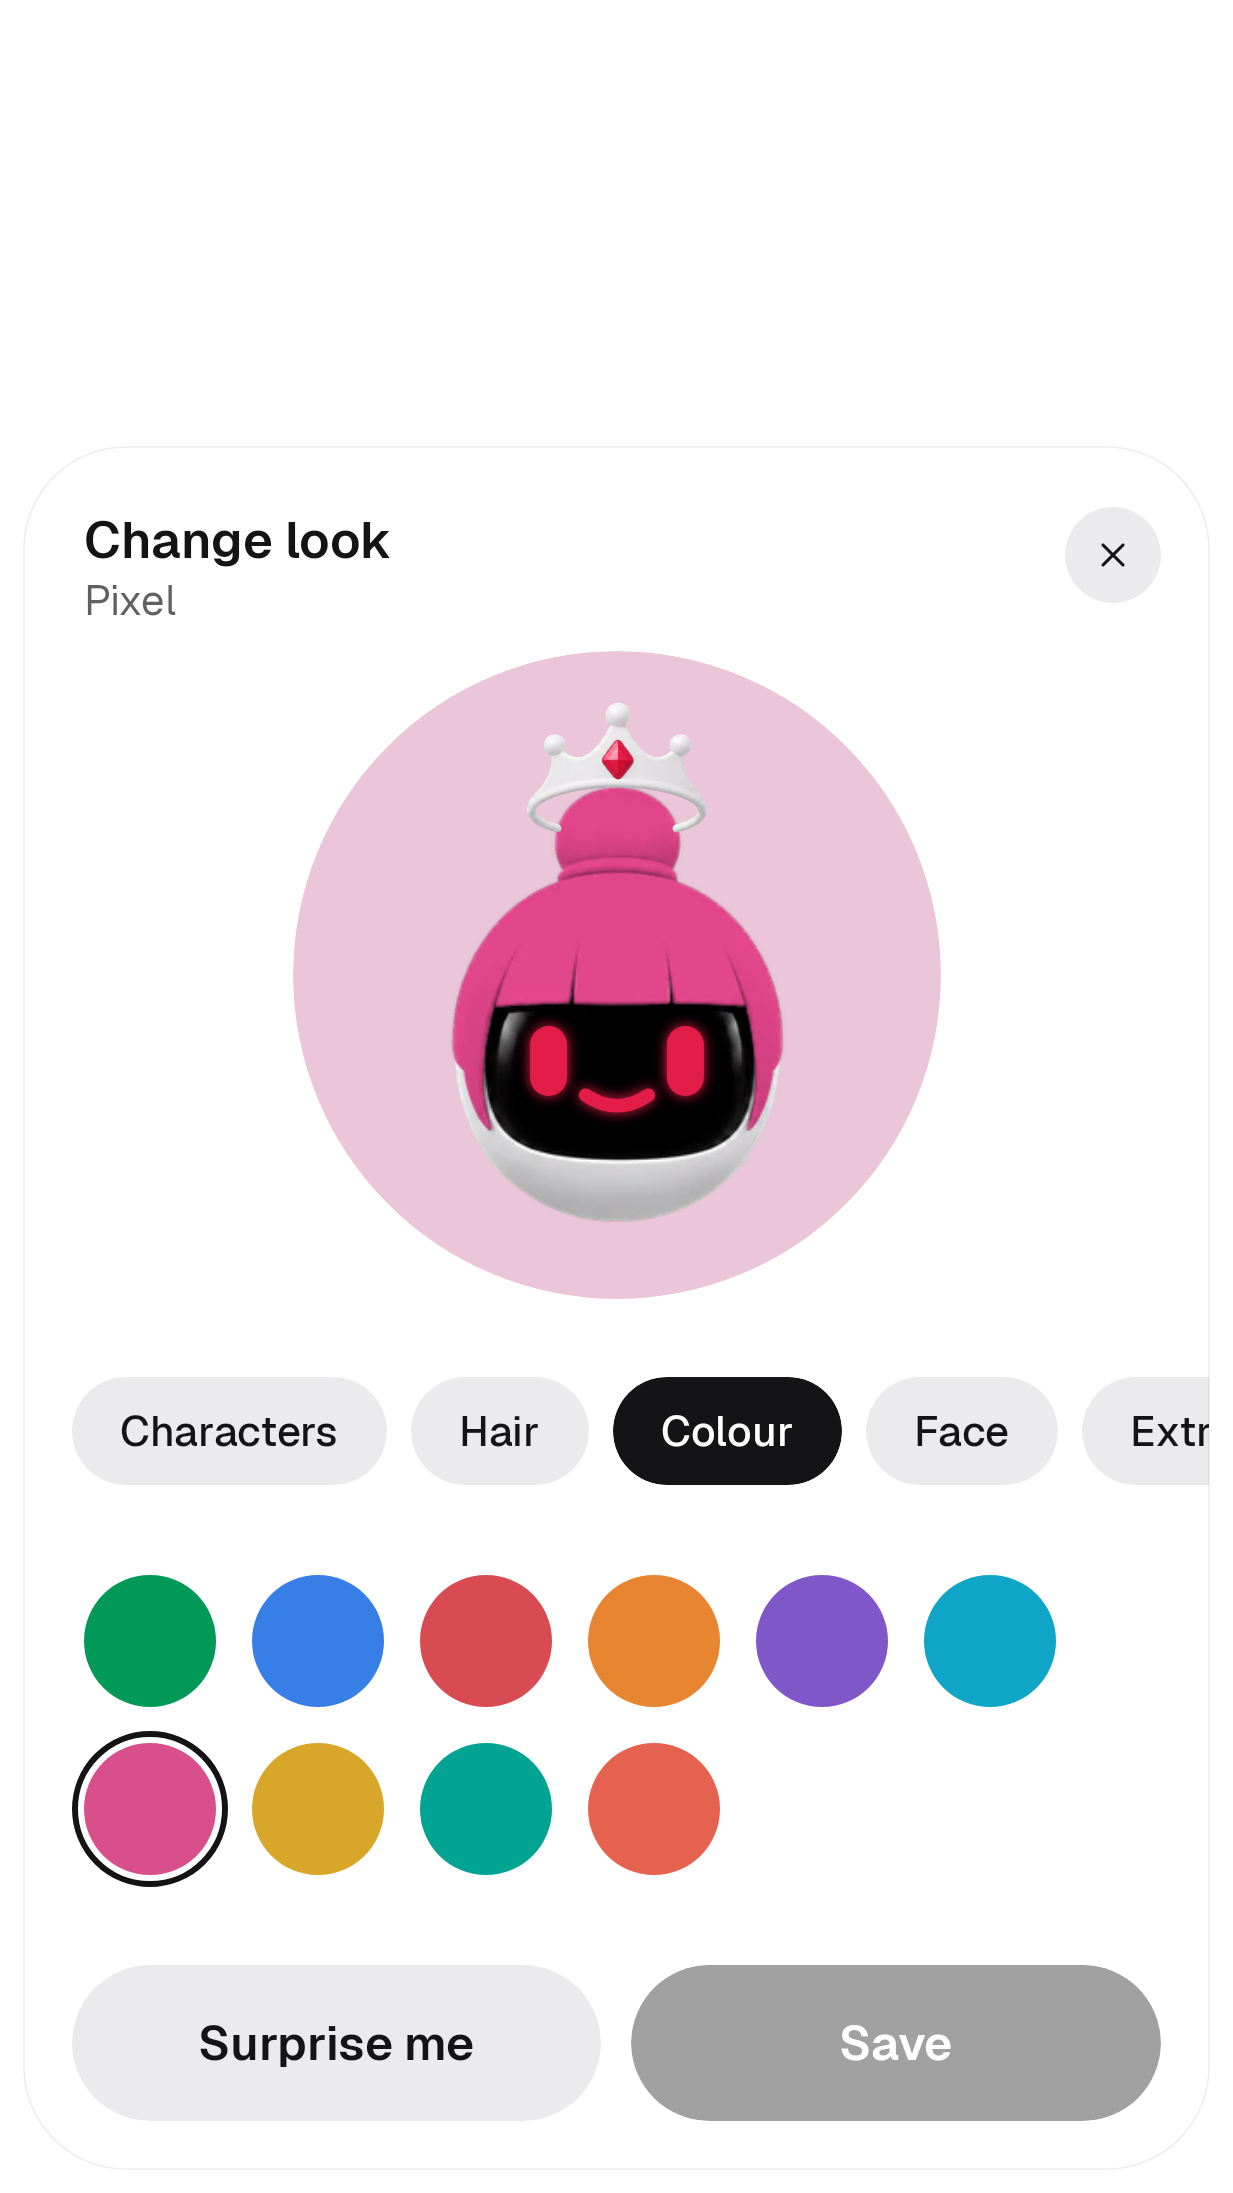 Change look
Pixel
Characters
Hair
Colour
Face
Extr
Surprise me
Save